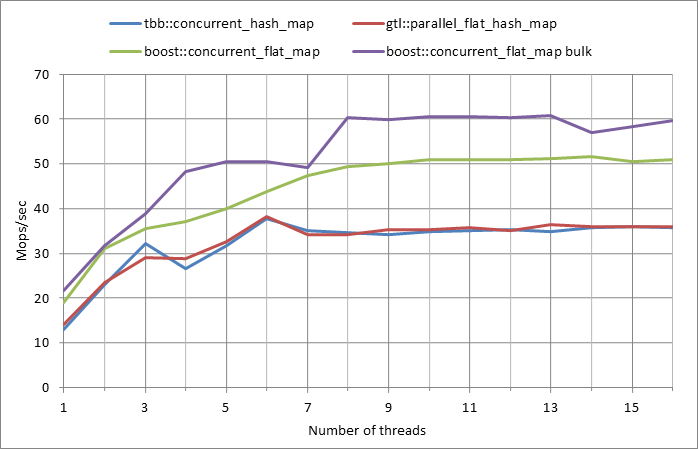 tbb::concurrent_hash_map gtl::parallel_flat_hash_map
boost::concurrent_flat_map boost::concurrent_flat_map bulk
70
60
50
40
30
20
10
0
Mops/sec
1 3 5 7 9 11 13 15
Number of threads